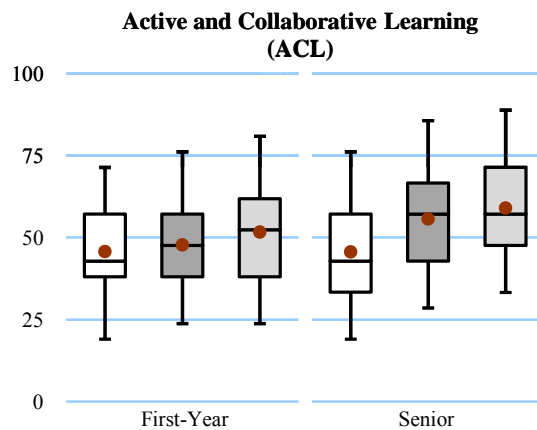 Active and Collaborative Learning
(ACL)
100
75
50
25
0
First-Year
Senior